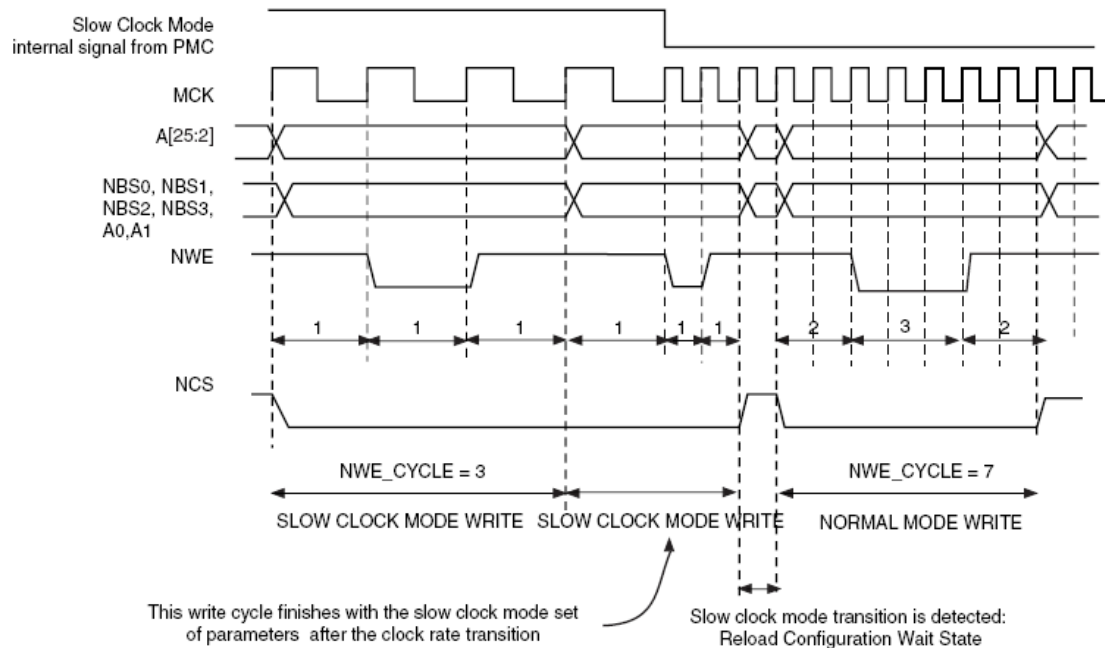 Slow Clock Mode
internal signal from PMC
MCK
A[25:2]
NBS0, NBS1,
NBS2, NBS3,
A0,A1
NWE
1 1 1 1 1 1 2 3 2
NCS
NWE_CYCLE = 3 NWE_CYCLE = 7
SLOW CLOCK MODE WRITE SLOW CLOCK MODE WRITE NORMAL MODE WRITE
This write cycle finishes with the slow clock mode set
of parameters after the clock rate transition
Slow clock mode transition is detected:
Reload Configuration Wait State